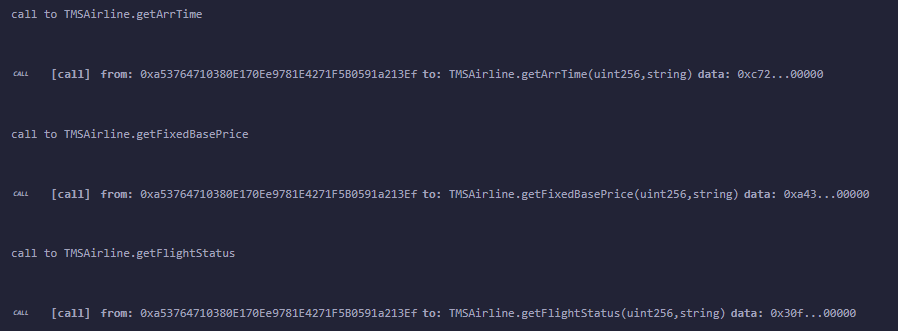 call to TMSAirline.getArrTime
CALL [call] from: 0xa53764710380E170Ee9781E4271F5B0591a213Ef to: TMSAirline.getArrTime(uint256,string) data: 0xc72...00000
call to TMSAirline.getFixedBasePrice
CALL [call] from: 0xa53764710380E170Ee9781E4271F5B0591a213Ef to: TMSAirline.getFixedBasePrice(uint256,string) data: 0xa43...00000
call to TMSAirline.getFlightStatus
CALL [call] from: 0xa53764710380E170Ee9781E4271F5B0591a213Ef to: TMSAirline.getFlightStatus(uint256,string) data: 0x30f...00000